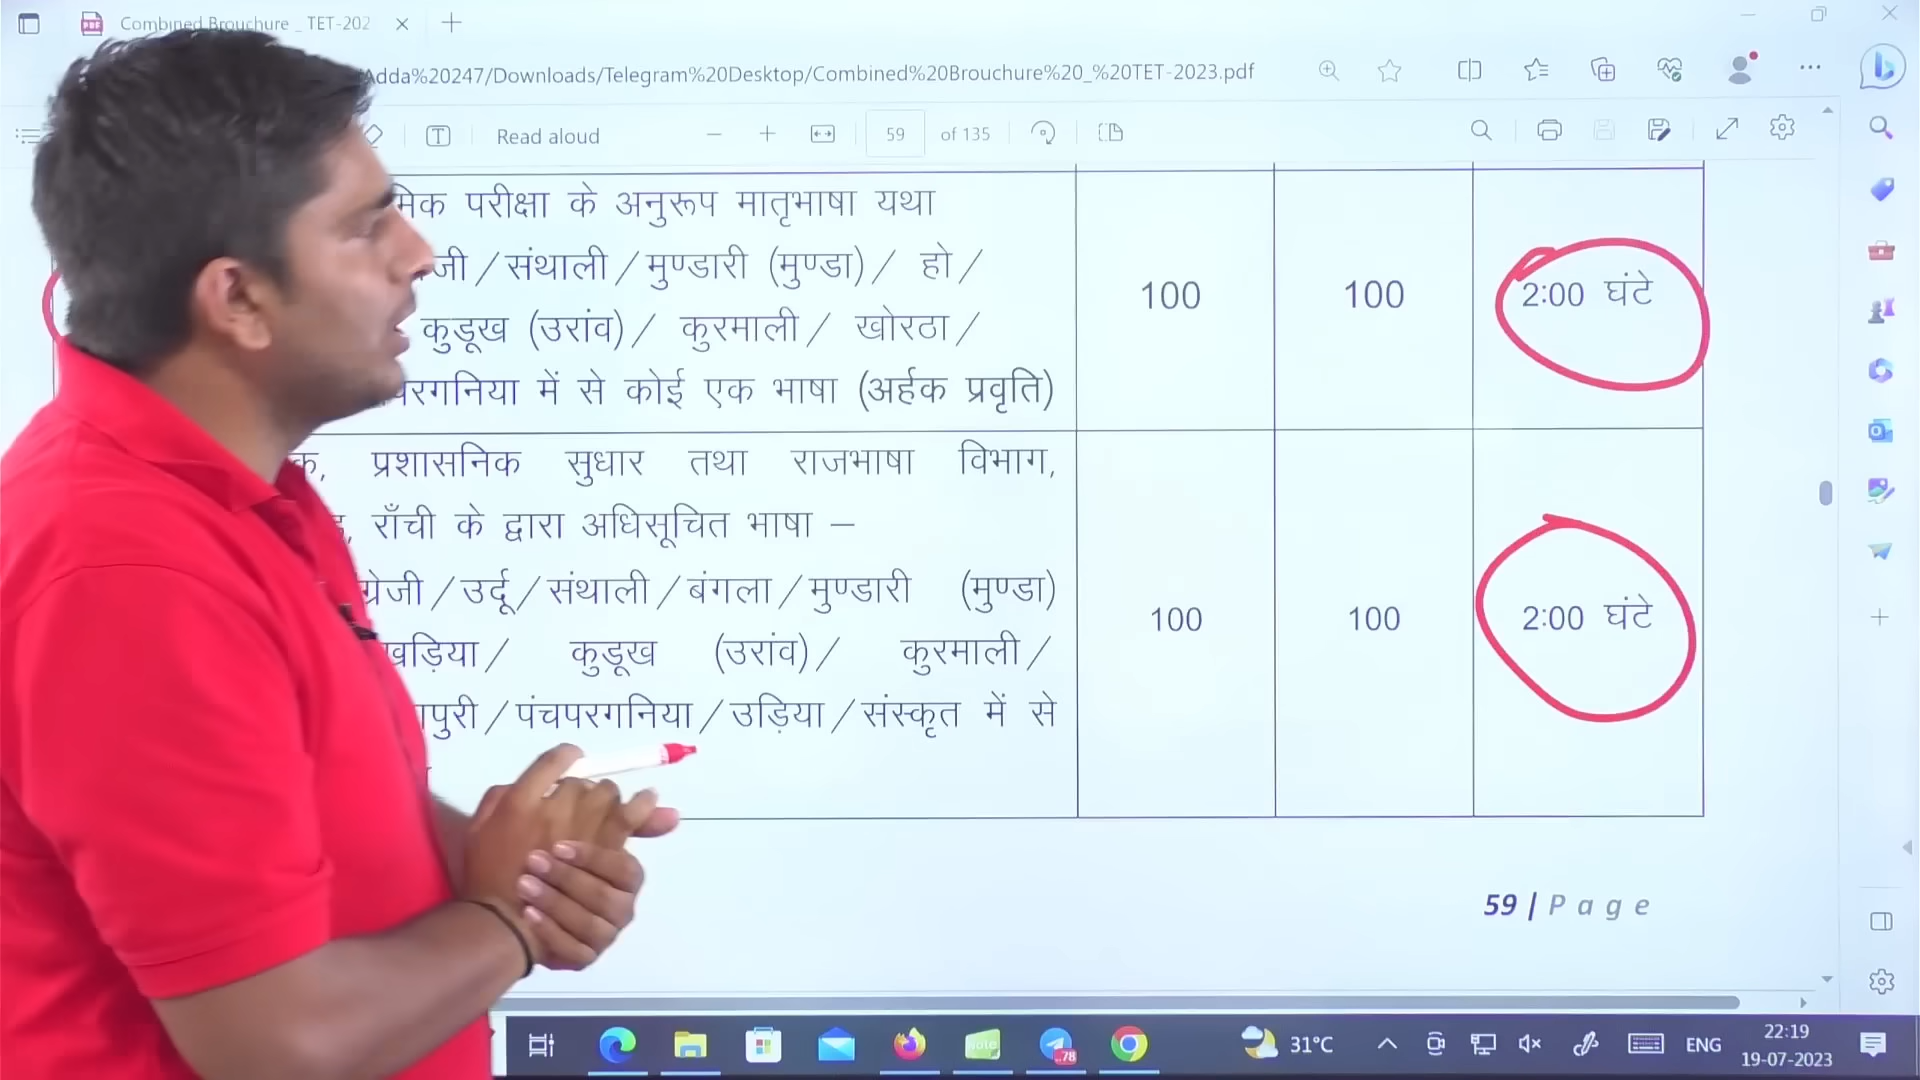 Combined Brouchure _ TET-202
Adda%20247/Downloads/Telegram%20Desktop/Combined%20Brouchure%20_%20TET-2023.pdf
Read aloud
59 of 135
परीक्षा के अनुरूप मातृभाषा यथा
/संथाली/मुण्डारी (मुण्डा)/ हो/
कुडूख (उरांव)/ कुरमाली/ खोरठा/
में से कोई एक भाषा (अर्हक प्रवृति)
100 100 2:00 घंटे
प्रशासनिक सुधार तथा राजभाषा विभाग,
राँची के द्वारा अधिसूचित भाषा –
/उर्दू/संथाली/बंगला/मुण्डारी (मुण्डा)
खड़िया/ कुडूख (उरांव)/ कुरमाली/
/पंचपरगनिया/उड़िया/संस्कृत में से
100 100 2:00 घंटे
59 | Page
note
78
31°C
ENG
22:19
19-07-2023